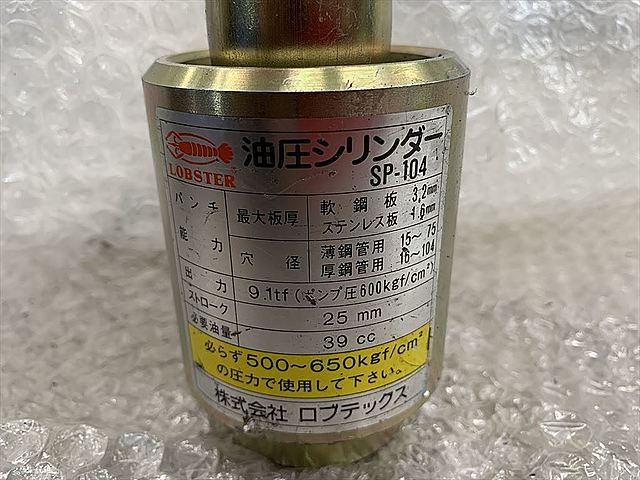 LOBSTER
油圧シリンダー
SP-104
パンチ能力 最大板厚 軟鋼板 3.2mm
ステンレス板 1.6mm
穴径 薄鋼管用 15〜75
厚鋼管用 16〜104
出力 9.1tf(ポンプ圧600kgf/cm²)
ストローク 25 mm
必要油量 39 cc
必らず500〜650kgf/cm²
の圧力で使用して下さい。
株式会社 ロブテックス